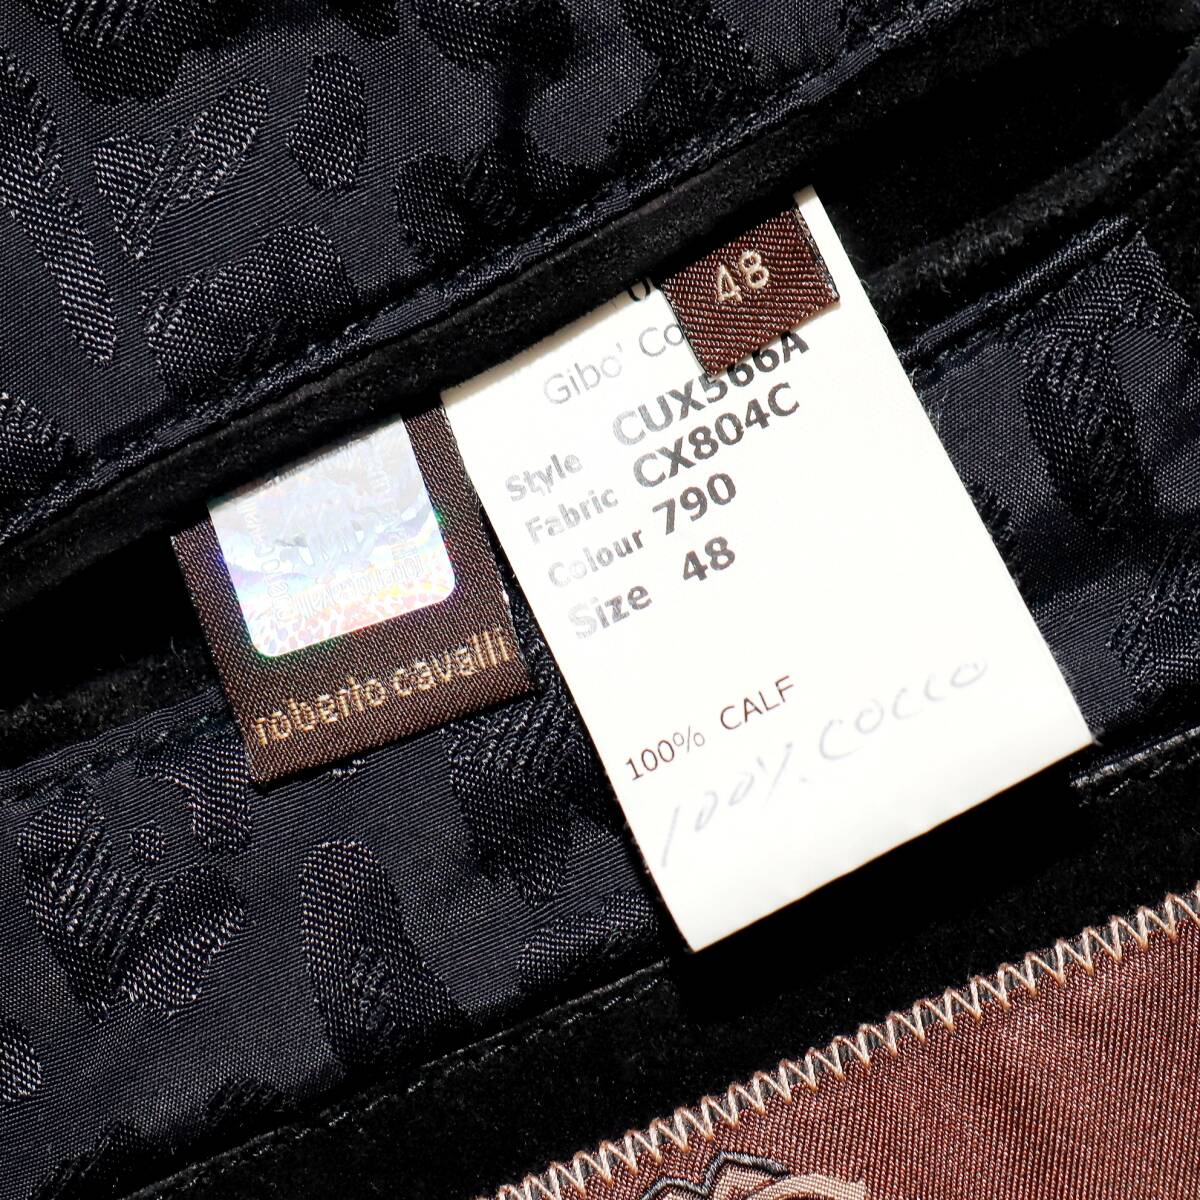 48
Gibo' Co
Style CUX566A
Fabric CX804C
Colour 790
Size 48
100% CALF
100% COCCO
roberto cavalli